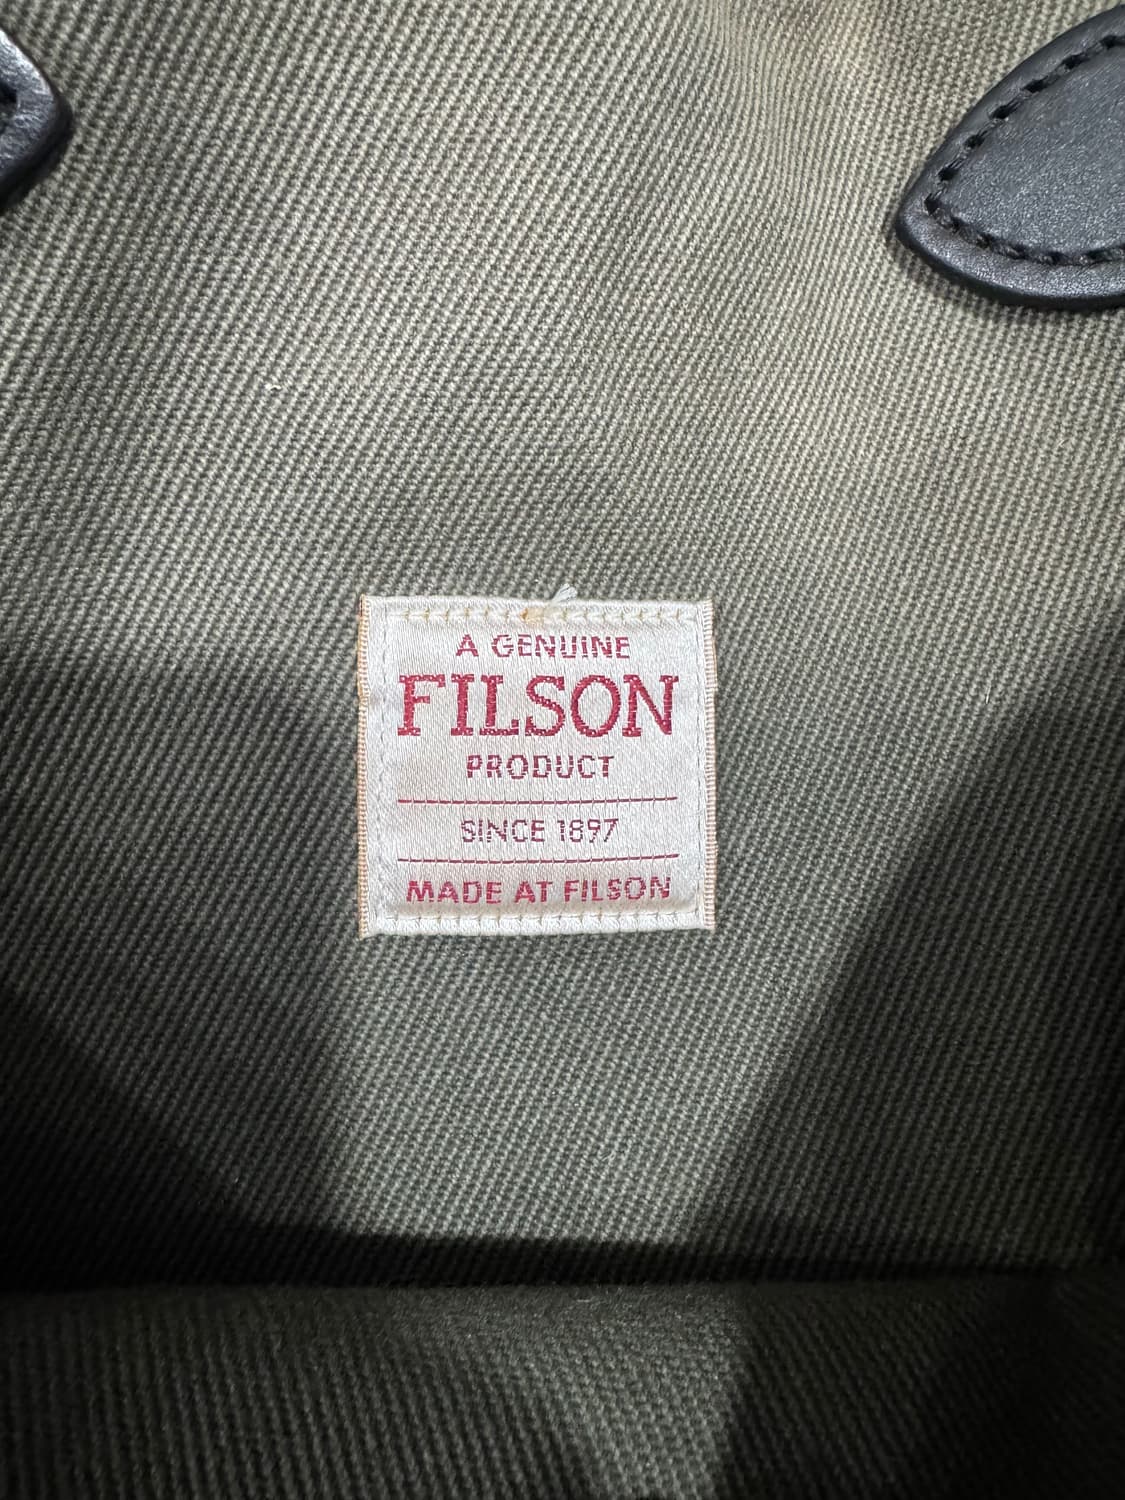 A GENUINE
FILSON
PRODUCT
SINCE 1897
MADE AT FILSON